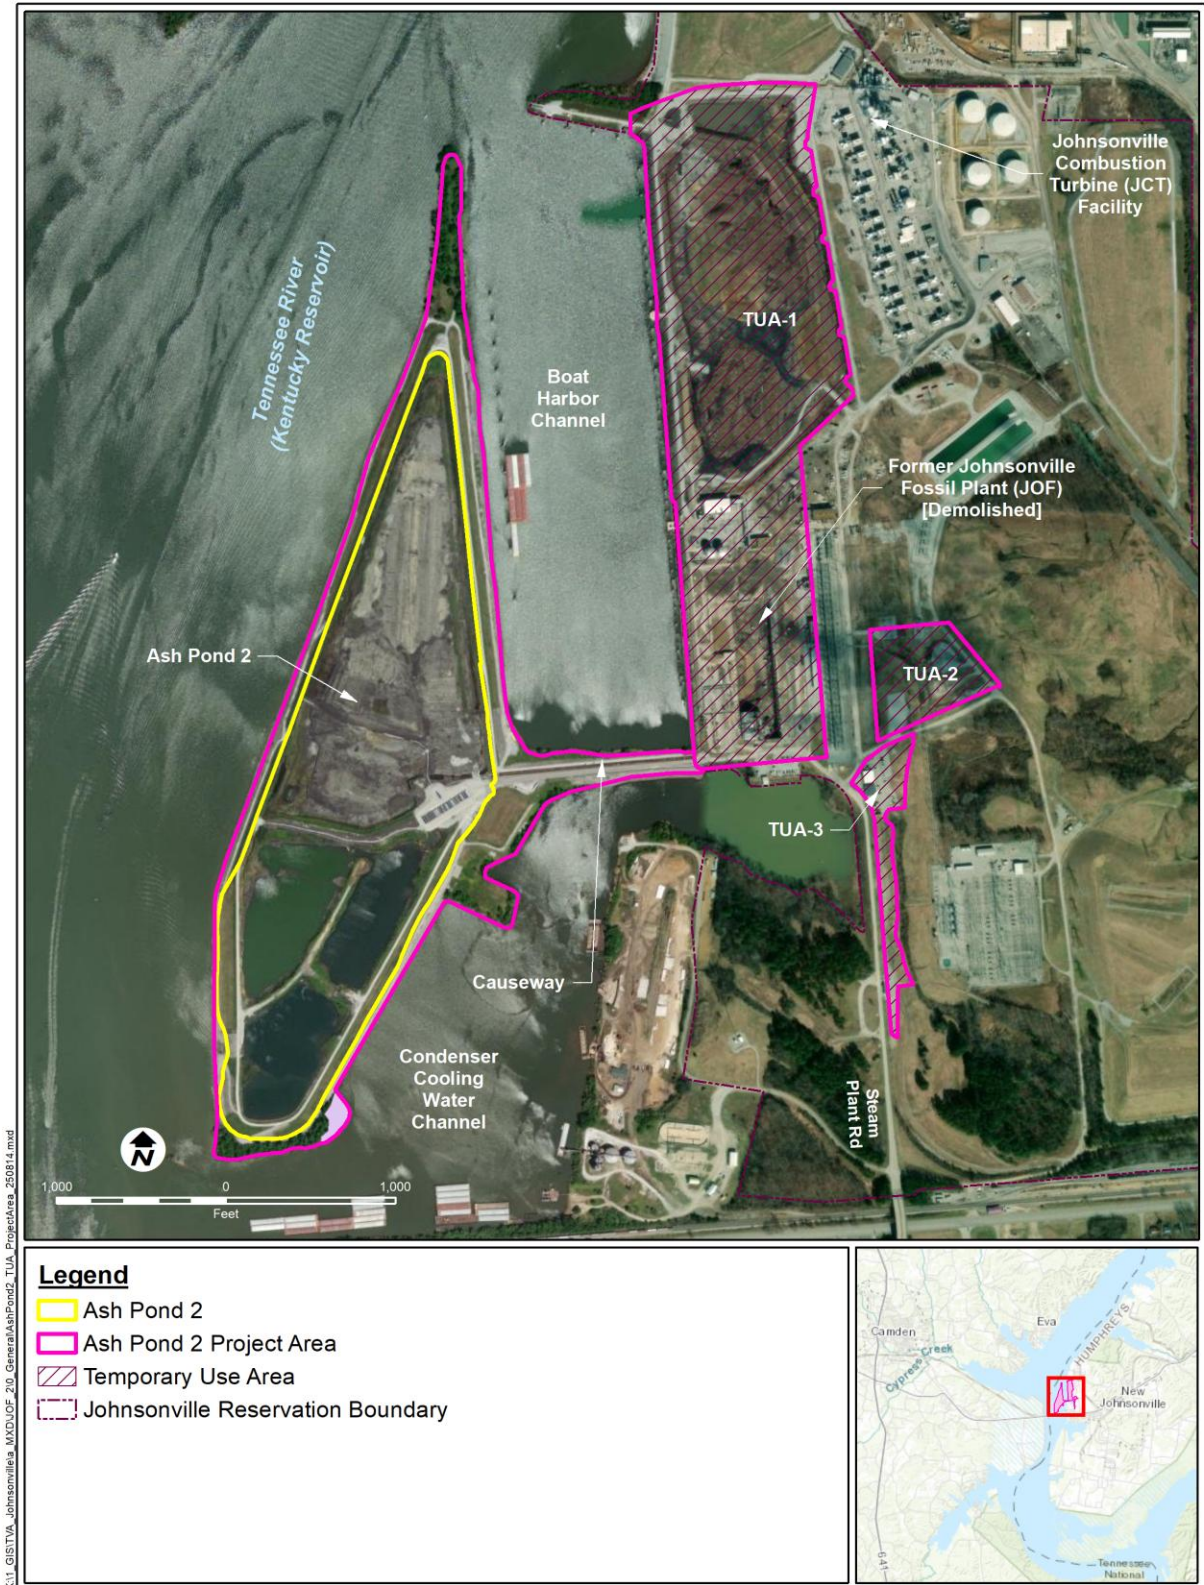 Johnsonville
Combustion
Turbine (JCT)
Facility
Tennessee River
(Kentucky Reservoir)
TUA-1
Boat
Harbor
Channel
Former Johnsonville
Fossil Plant (JOF)
[Demolished]
Ash Pond 2
TUA-2
TUA-3
Causeway
Condenser
Cooling
Water
Channel
Steam
Plant Rd
N
1,000 0 1,000
Feet
Legend
Ash Pond 2
Ash Pond 2 Project Area
Temporary Use Area
Johnsonville Reservation Boundary
Eva
HUMPHREYS
Camden
Cypress Creek
New
Johnsonville
641
Tennessee
National